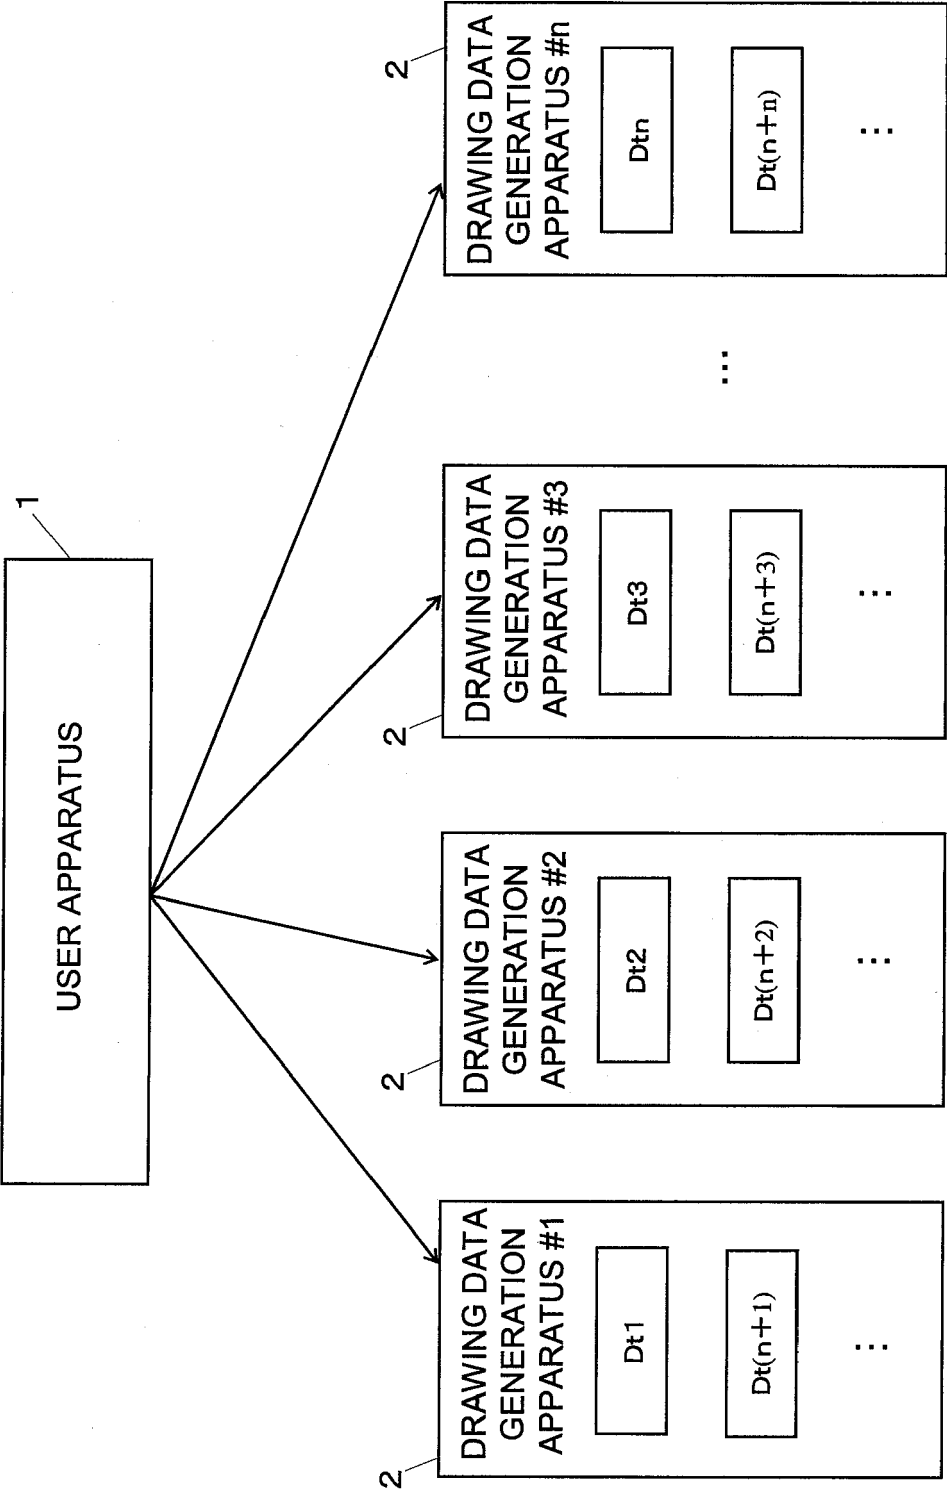 1
USER APPARATUS
2
DRAWING DATA
GENERATION
APPARATUS #1
Dt1
Dt(n+1)
⋯
2
DRAWING DATA
GENERATION
APPARATUS #2
Dt2
Dt(n+2)
⋯
2
DRAWING DATA
GENERATION
APPARATUS #3
Dt3
Dt(n+3)
⋯
⋯
2
DRAWING DATA
GENERATION
APPARATUS #n
Dtn
Dt(n+n)
⋯